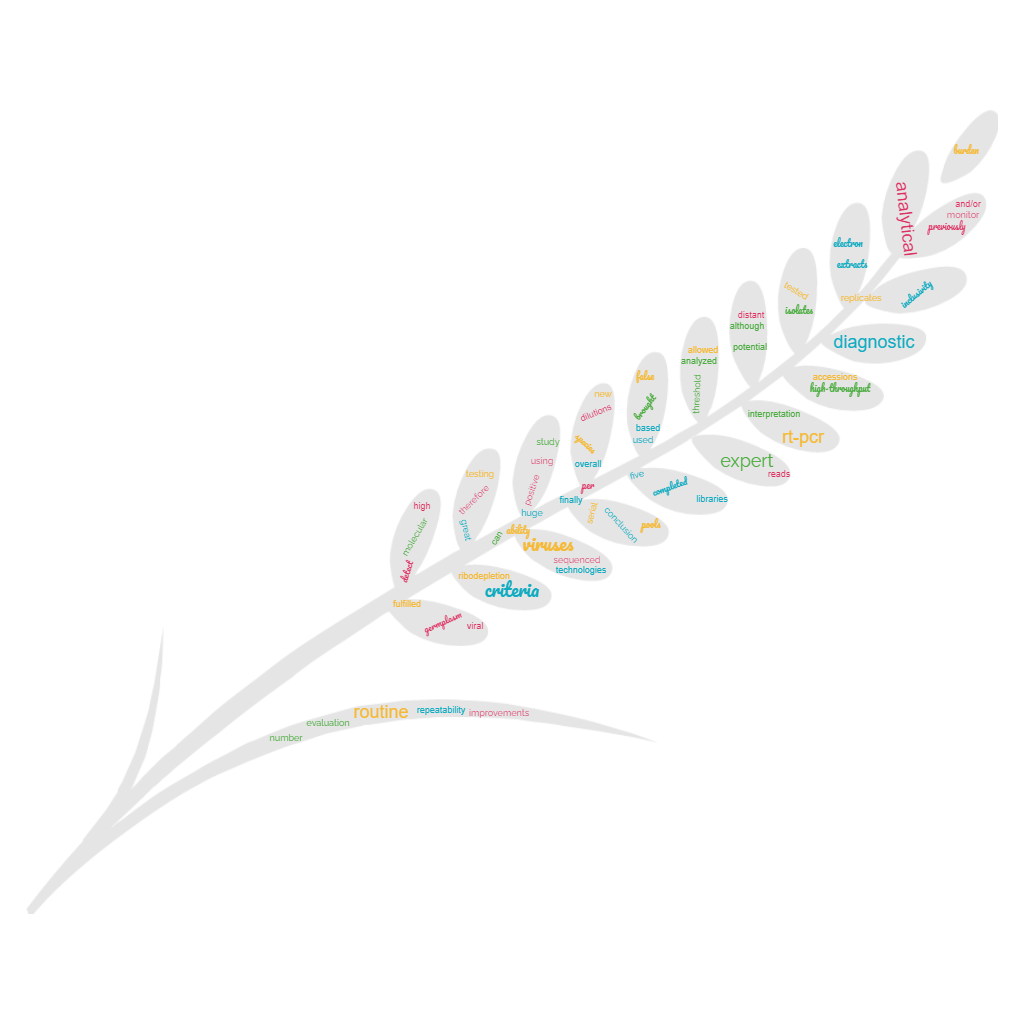 burden
analytical
and/or
monitor
previously
electron
extracts
inclusivity
replicates
tested
isolates
diagnostic
distant
although
potential
accessions
high-throughput
allowed
analyzed
threshold
interpretation
rt-pcr
false
brought
based
used
expert
reads
new
dilutions
species
overall
five
completed
libraries
per
finally
serial
conclusion
pools
study
using
positive
huge
ability
viruses
sequenced
technologies
testing
therefore
great
can
ribodepletion
criteria
high
molecular
detect
fulfilled
germplasm
viral
routine
repeatability
improvements
evaluation
number